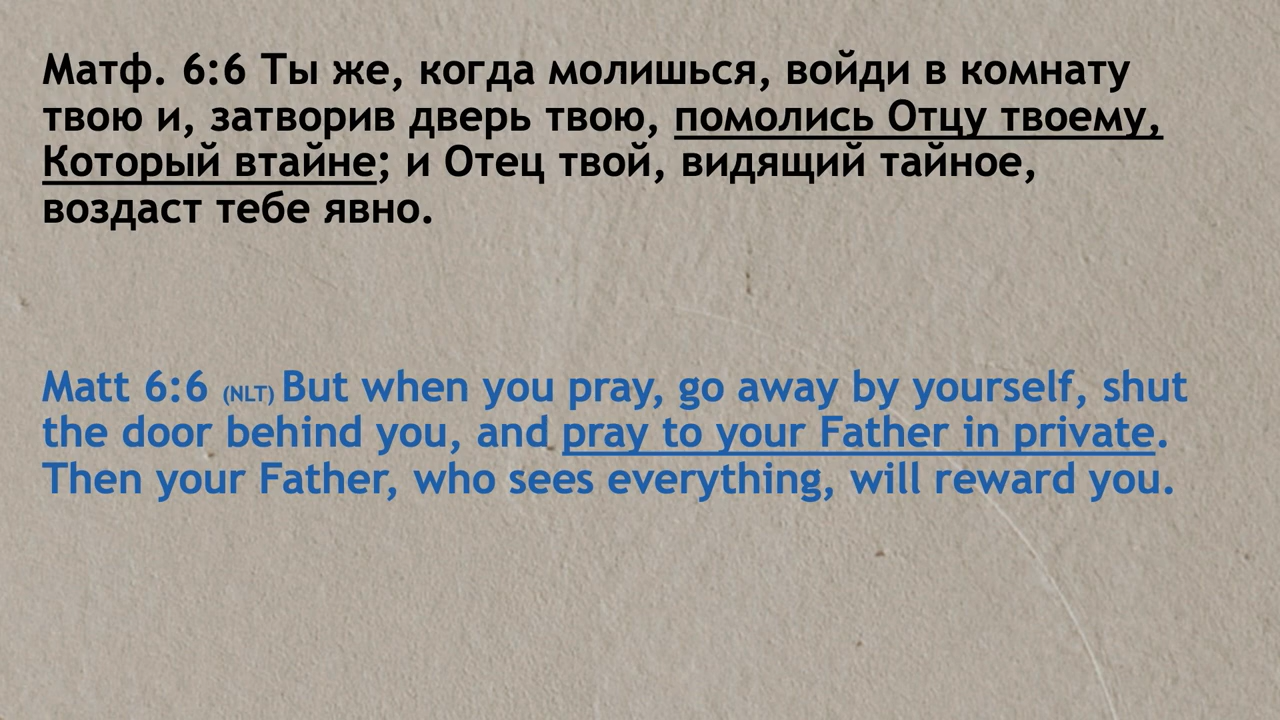 Матф. 6:6 Ты же, когда молишься, войди в комнату
твою и, затворив дверь твою, помолись Отцу твоему,
Который втайне; и Отец твой, видящий тайное,
воздаст тебе явно.
Matt 6:6 (NLT) But when you pray, go away by yourself, shut
the door behind you, and pray to your Father in private.
Then your Father, who sees everything, will reward you.